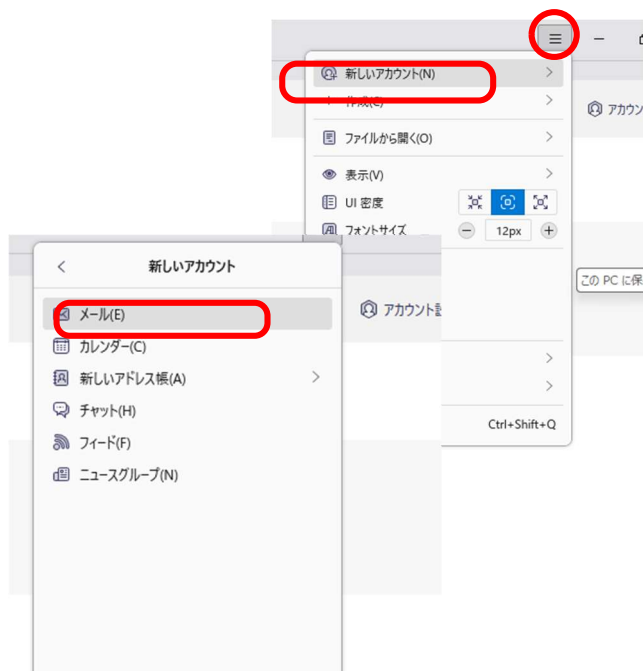 新しいアカウント(N)
作成(C)
アカウン
ファイルから開く(O)
表示(V)
UI 密度
フォントサイズ
12px
この PC に保
Ctrl+Shift+Q
新しいアカウント
メール(E)
アカウント
カレンダー(C)
新しいアドレス帳(A)
チャット(H)
フィード(F)
ニュースグループ(N)